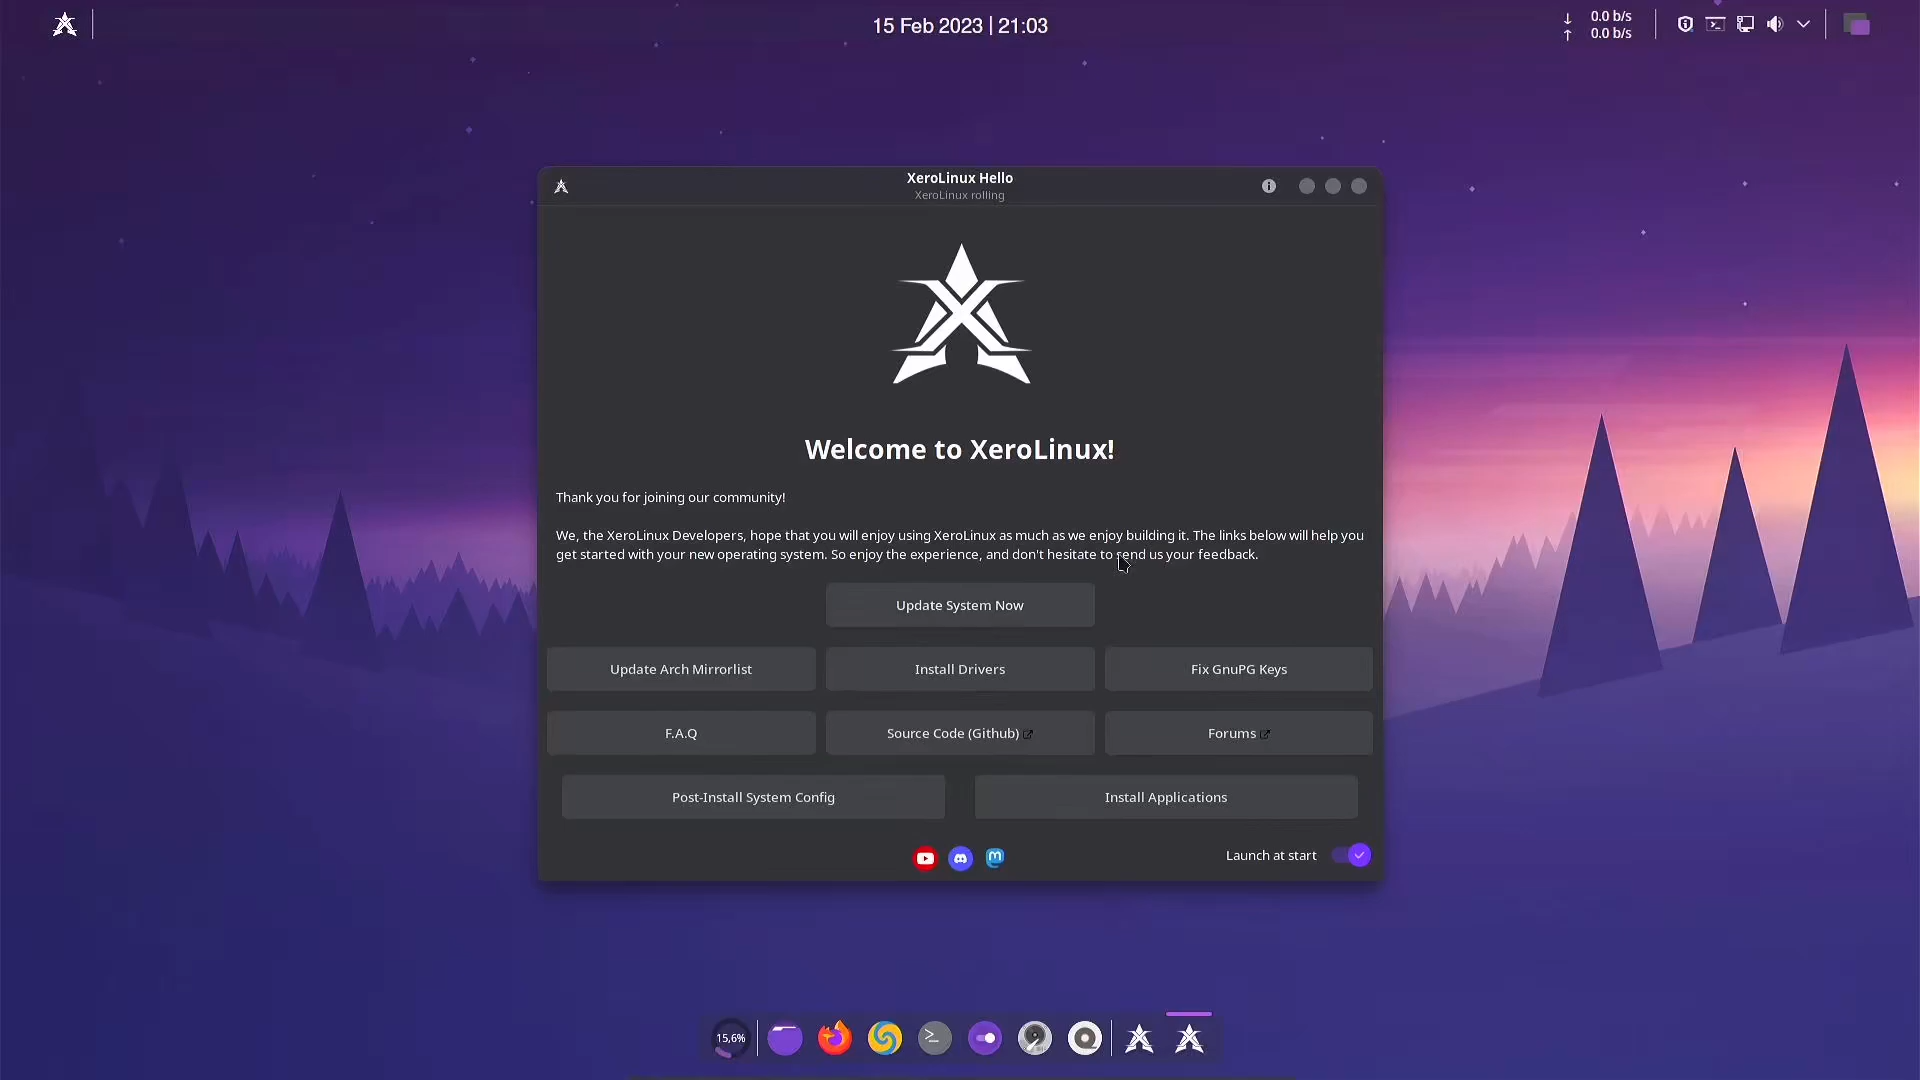 15 Feb 2023 | 21:03
0.0 b/s
0.0 b/s
XeroLinux Hello
XeroLinux rolling
Welcome to XeroLinux!
Thank you for joining our community!
We, the XeroLinux Developers, hope that you will enjoy using XeroLinux as much as we enjoy building it. The links below will help you
get started with your new operating system. So enjoy the experience, and don't hesitate to send us your feedback.
Update System Now
Update Arch Mirrorlist
Install Drivers
Fix GnuPG Keys
F.A.Q
Source Code (Github)
Forums
Post-Install System Config
Install Applications
Launch at start
15,6%